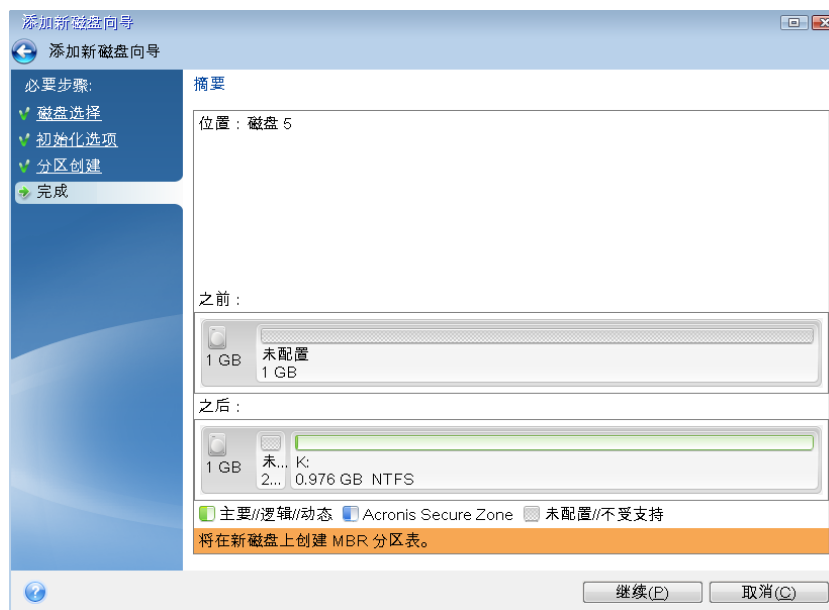 添加新磁盘向导
添加新磁盘向导
必要步骤:
磁盘选择
初始化选项
分区创建
完成
摘要
位置：磁盘 5
之前：
1 GB
未配置
1 GB
之后：
1 GB
未...
2...
K:
0.976 GB NTFS
主要//逻辑//动态 Acronis Secure Zone 未配置//不受支持
将在新磁盘上创建 MBR 分区表。
继续(P) 取消(C)